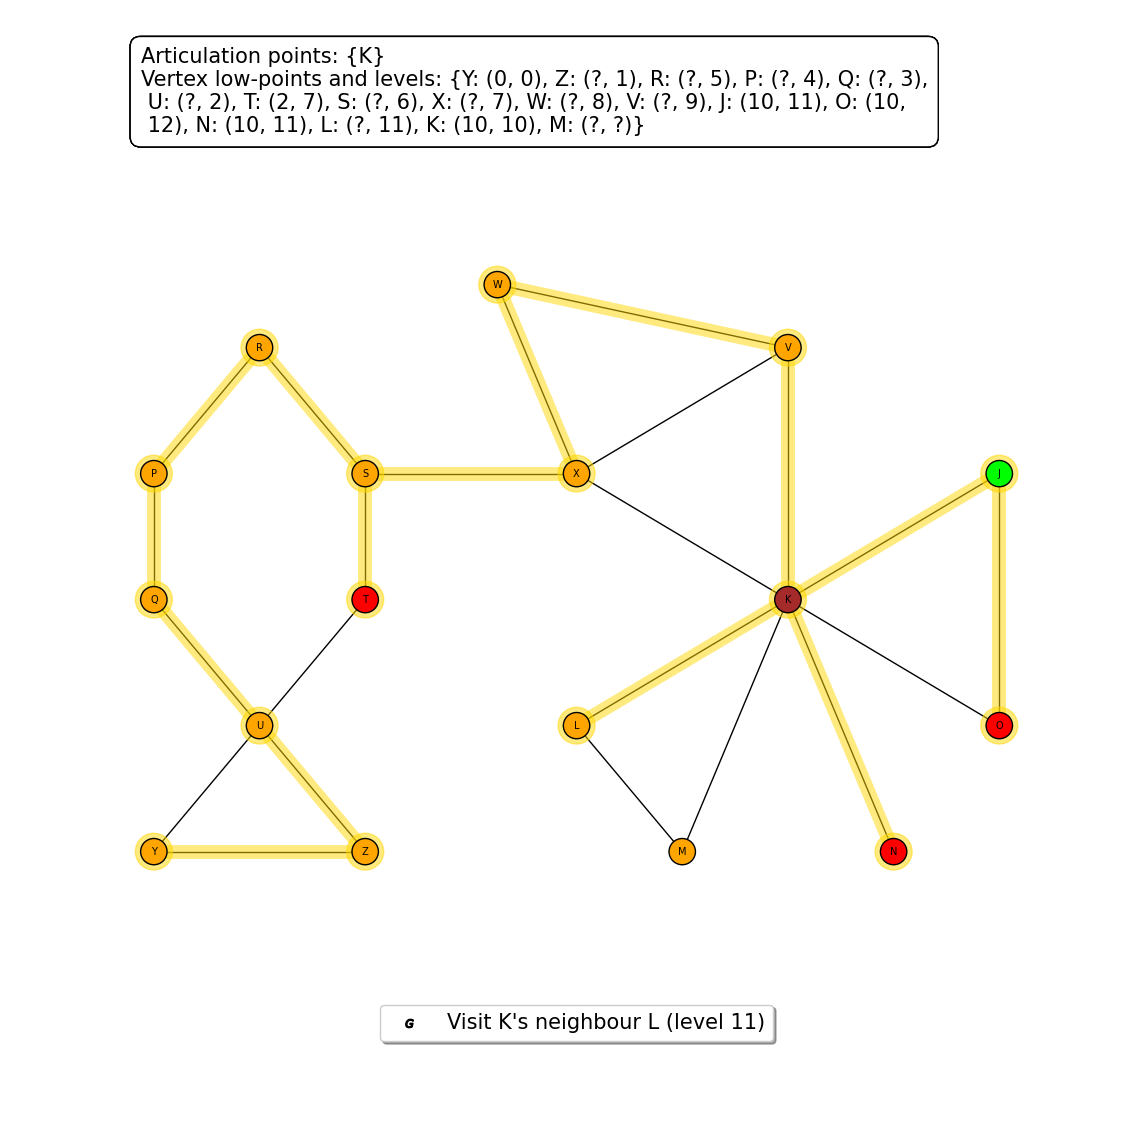 Articulation points: {K}
Vertex low-points and levels: {Y: (0, 0), Z: (?, 1), R: (?, 5), P: (?, 4), Q: (?, 3),
U: (?, 2), T: (2, 7), S: (?, 6), X: (?, 7), W: (?, 8), V: (?, 9), J: (10, 11), O: (10,
12), N: (10, 11), L: (?, 11), K: (10, 10), M: (?, ?)}
W
R
V
P
S
X
J
Q
T
K
U
L
O
Y
Z
M
N
G Visit K's neighbour L (level 11)